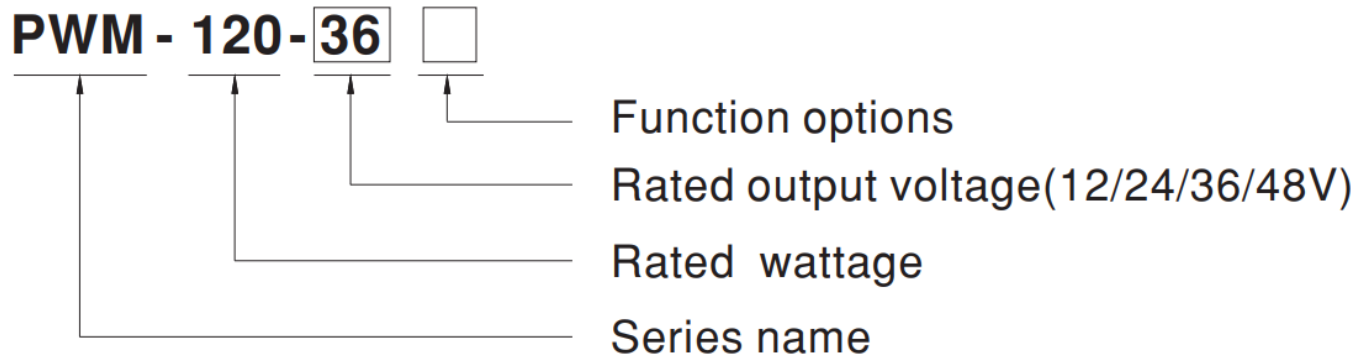 PWM - 120 - 36
Function options
Rated output voltage(12/24/36/48V)
Rated wattage
Series name